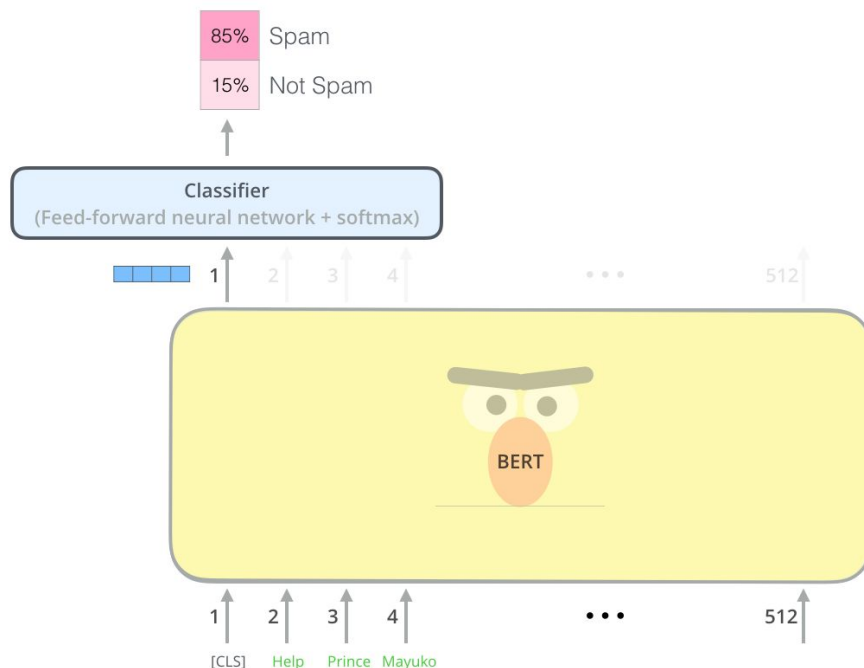 85% Spam
15% Not Spam
Classifier
(Feed-forward neural network + softmax)
1 2 3 4 ••• 512
BERT
1 2 3 4 ••• 512
[CLS] Help Prince Mayuko